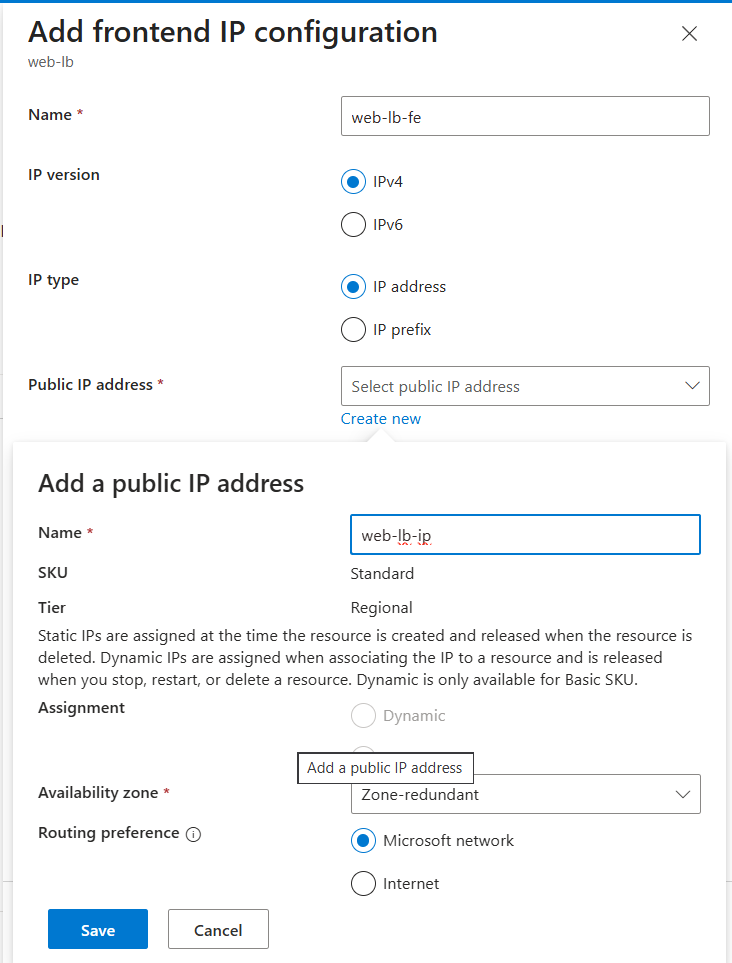 Add frontend IP configuration
web-lb
Name *
web-lb-fe
IP version
IPv4
IPv6
IP type
IP address
IP prefix
Public IP address *
Select public IP address
Create new
Add a public IP address
Name *
web-lb-ip
SKU
Standard
Tier
Regional
Static IPs are assigned at the time the resource is created and released when the resource is
deleted. Dynamic IPs are assigned when associating the IP to a resource and is released
when you stop, restart, or delete a resource. Dynamic is only available for Basic SKU.
Assignment
Dynamic
Add a public IP address
Availability zone *
Zone-redundant
Routing preference
Microsoft network
Internet
Save
Cancel